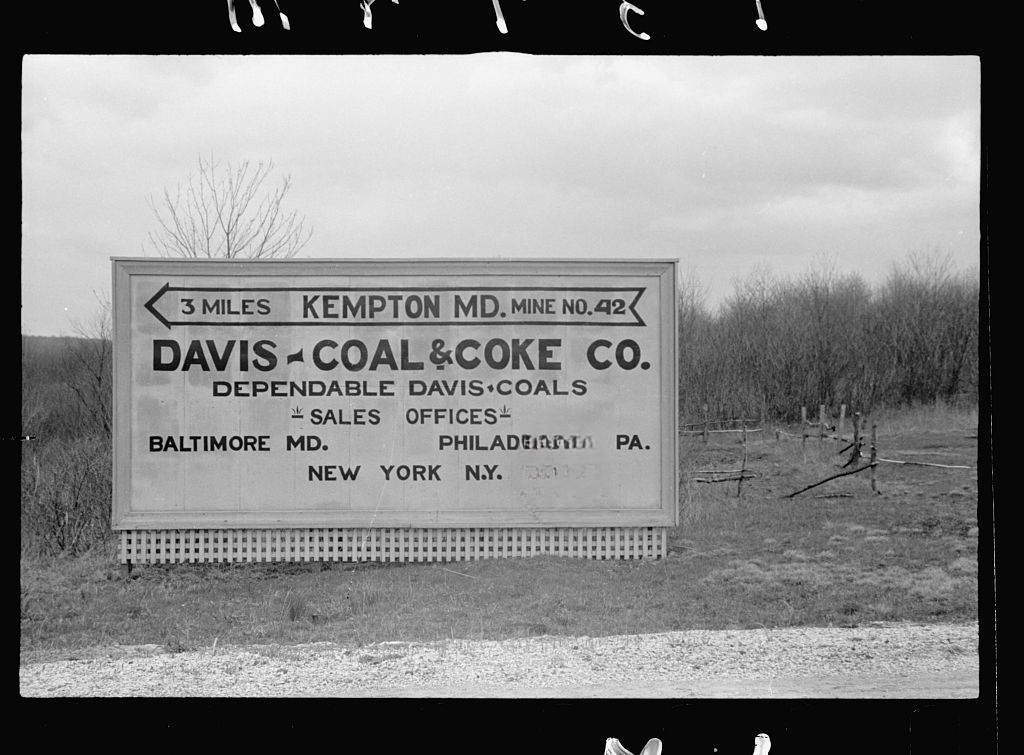 3 MILES KEMPTON MD. MINE NO. 42
DAVIS - COAL & COKE CO.
DEPENDABLE DAVIS COALS
SALES OFFICES
BALTIMORE MD. PHILADELPHIA PA.
NEW YORK N.Y.